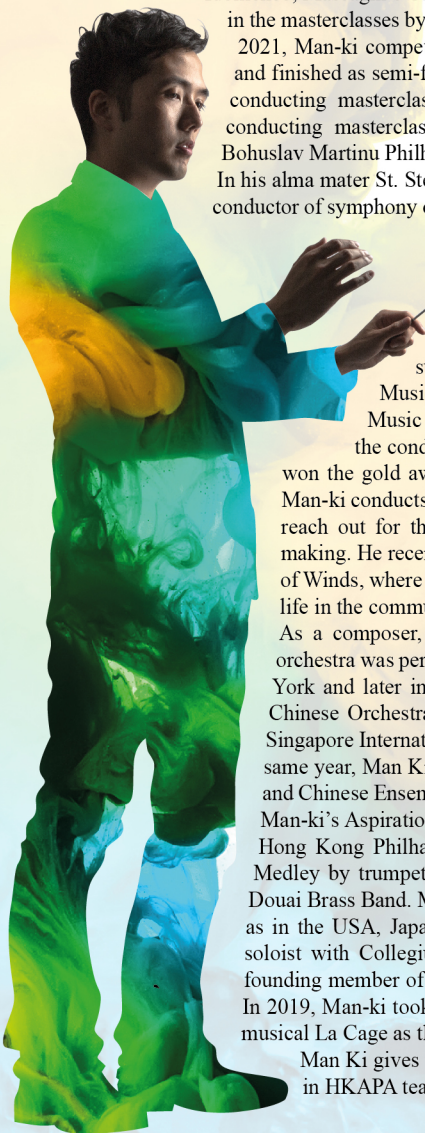 in the masterclasses by
2021, Man-ki compet
and finished as semi-f
conducting masterclas
conducting masterclas
Bohuslav Martinu Philh
In his alma mater St. Ste
conductor of symphony o
Musi
Music
the cond
won the gold av
Man-ki conducts
reach out for th
making. He recen
of Winds, where
life in the commu
As a composer,
orchestra was per
York and later in
Chinese Orchestra
Singapore Internat
same year, Man Ki
and Chinese Ensem
Man-ki's Aspiration
Hong Kong Philha
Medley by trumpet
Douai Brass Band. M
as in the USA, Japa
soloist with Collegiu
founding member of
In 2019, Man-ki took
musical La Cage as th
Man Ki gives
in HKAPA tea